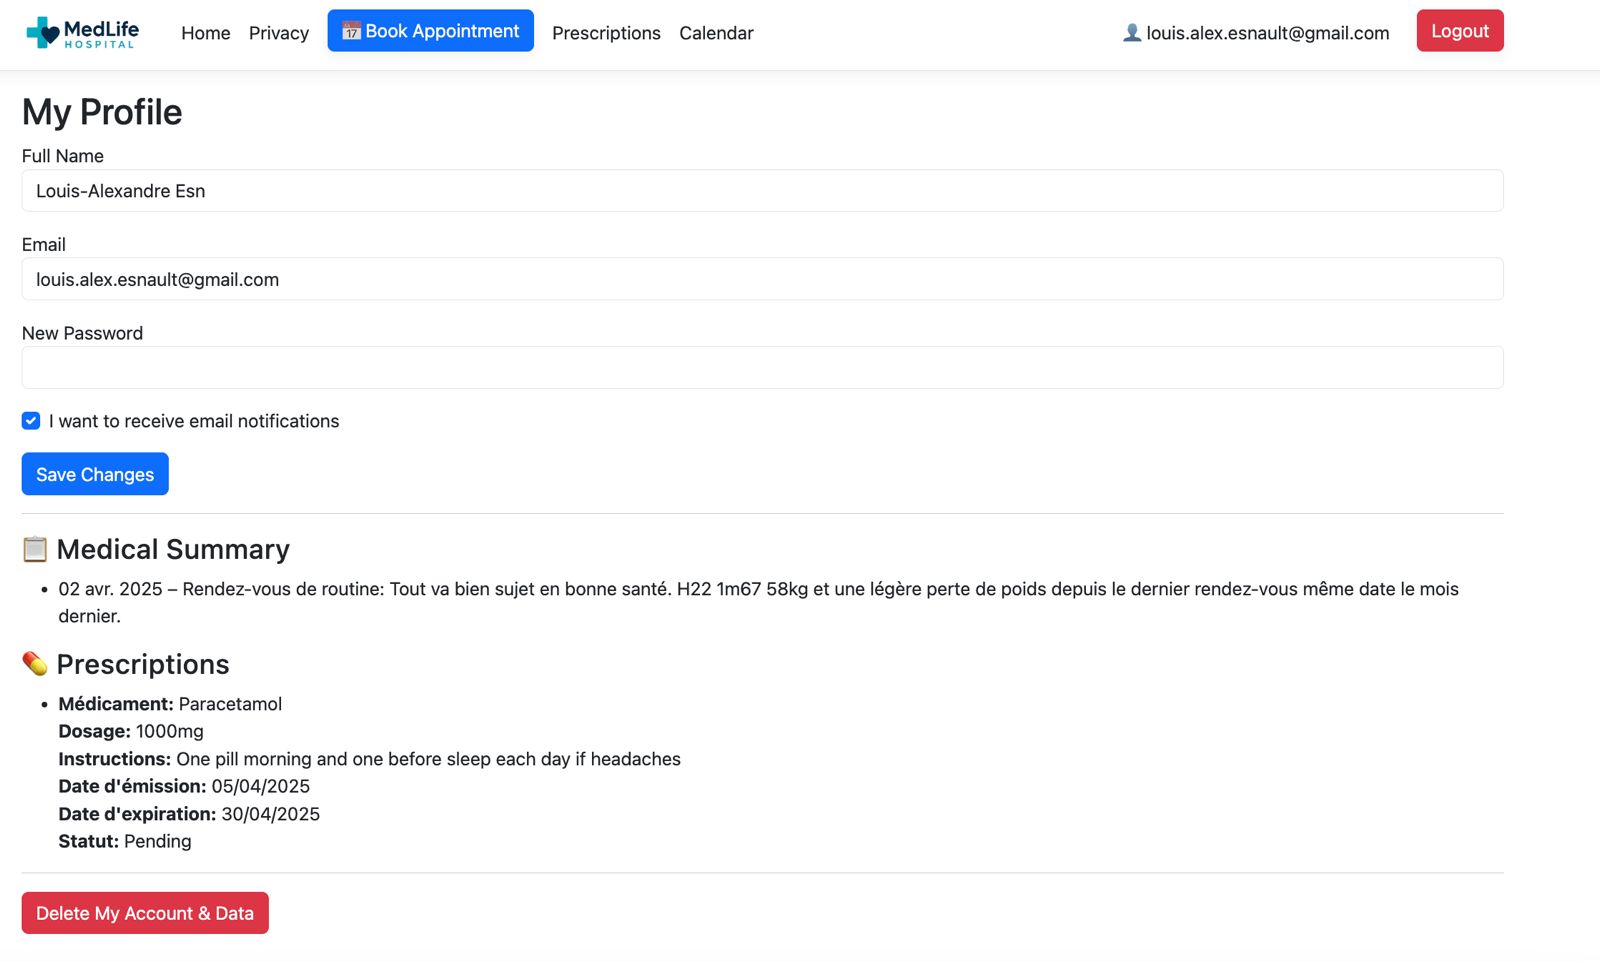 MedLife
HOSPITAL
Home Privacy 17 Book Appointment Prescriptions Calendar louis.alex.esnault@gmail.com Logout
My Profile
Full Name
Louis-Alexandre Esn
Email
louis.alex.esnault@gmail.com
New Password
I want to receive email notifications
Save Changes
Medical Summary
• 02 avr. 2025 – Rendez-vous de routine: Tout va bien sujet en bonne santé. H22 1m67 58kg et une légère perte de poids depuis le dernier rendez-vous même date le mois
dernier.
Prescriptions
• Médicament: Paracetamol
Dosage: 1000mg
Instructions: One pill morning and one before sleep each day if headaches
Date d'émission: 05/04/2025
Date d'expiration: 30/04/2025
Statut: Pending
Delete My Account & Data